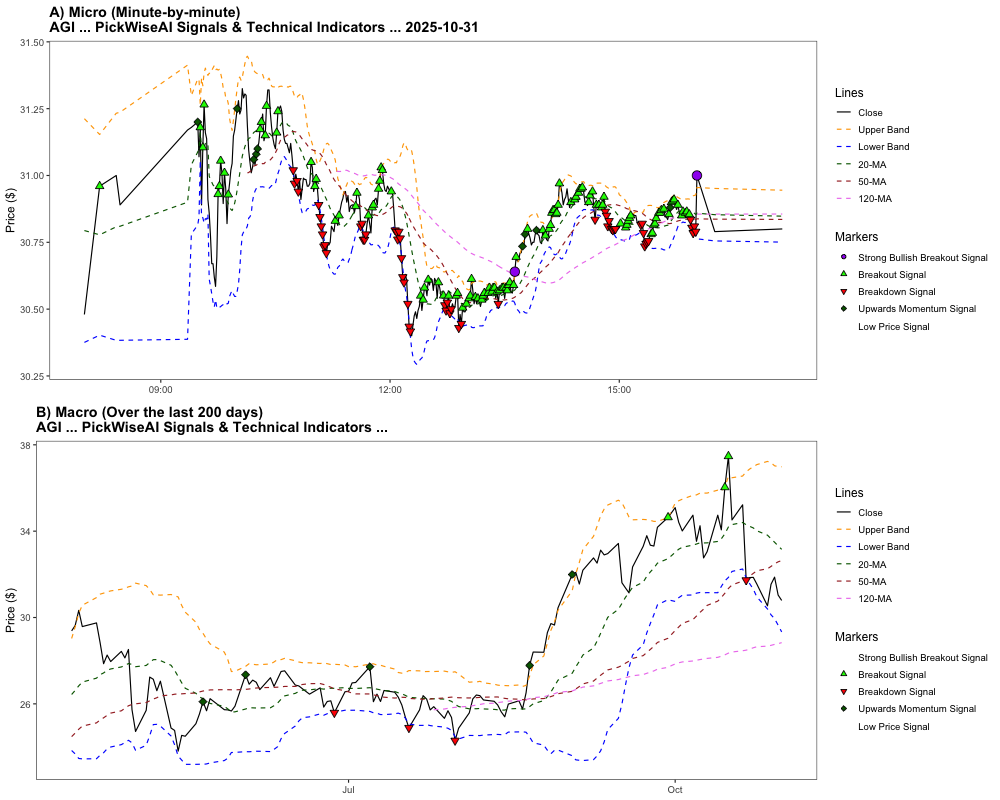 A) Micro (Minute-by-minute)
AGI ... PickWiseAI Signals & Technical Indicators ... 2025-10-31
31.50
31.25
31.00
30.75
30.50
30.25
Price ($)
09:00
12:00
15:00
Lines
Close
Upper Band
Lower Band
20-MA
50-MA
120-MA
Markers
Strong Bullish Breakout Signal
Breakout Signal
Breakdown Signal
Upwards Momentum Signal
Low Price Signal
B) Macro (Over the last 200 days)
AGI ... PickWiseAI Signals & Technical Indicators ...
38
34
30
26
Price ($)
Jul
Oct
Lines
Close
Upper Band
Lower Band
20-MA
50-MA
120-MA
Markers
Strong Bullish Breakout Signal
Breakout Signal
Breakdown Signal
Upwards Momentum Signal
Low Price Signal